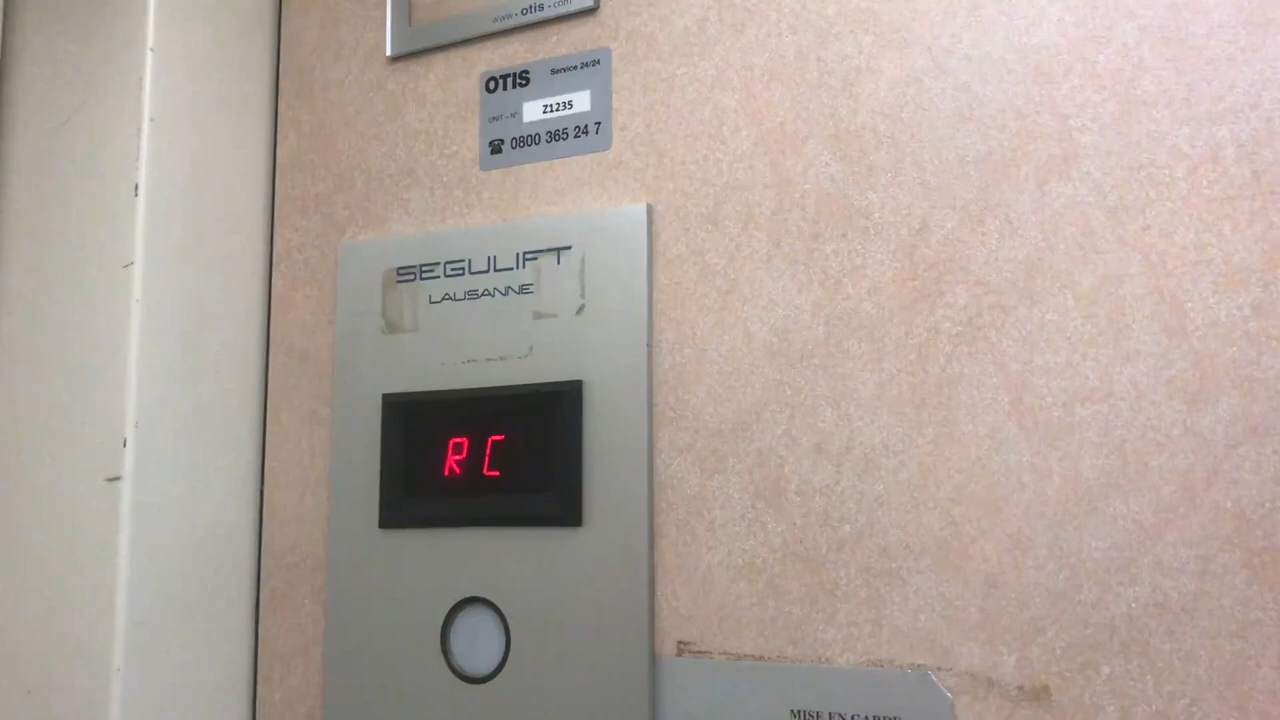 www.otis.com
OTIS Service 24/24
UNIT - N° Z1235
☎ 0800 365 24 7
SEGULIFT
LAUSANNE
RC
MISE EN GARDE